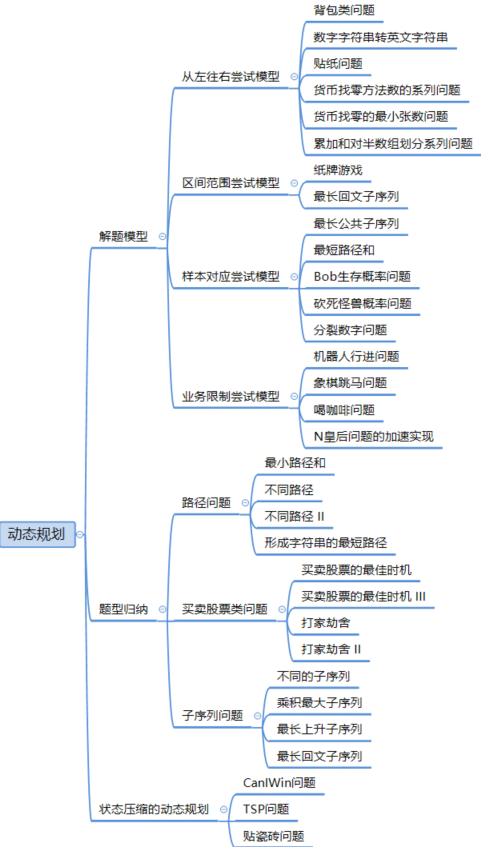 背包类问题
数字字符串转英文字符串
从左往右尝试模型
贴纸问题
货币找零方法数的系列问题
货币找零的最小张数问题
累加和对半数组划分系列问题
区间范围尝试模型
纸牌游戏
最长回文子序列
解题模型
样本对应尝试模型
最长公共子序列
最短路径和
Bob生存概率问题
砍死怪兽概率问题
分裂数字问题
业务限制尝试模型
机器人行进问题
象棋跳马问题
喝咖啡问题
N皇后问题的加速实现
动态规划
题型归纳
路径问题
最小路径和
不同路径
不同路径 II
形成字符串的最短路径
买卖股票类问题
买卖股票的最佳时机
买卖股票的最佳时机 III
打家劫舍
打家劫舍 II
子序列问题
不同的子序列
乘积最大子序列
最长上升子序列
最长回文子序列
状态压缩的动态规划
CanIWin问题
TSP问题
贴瓷砖问题